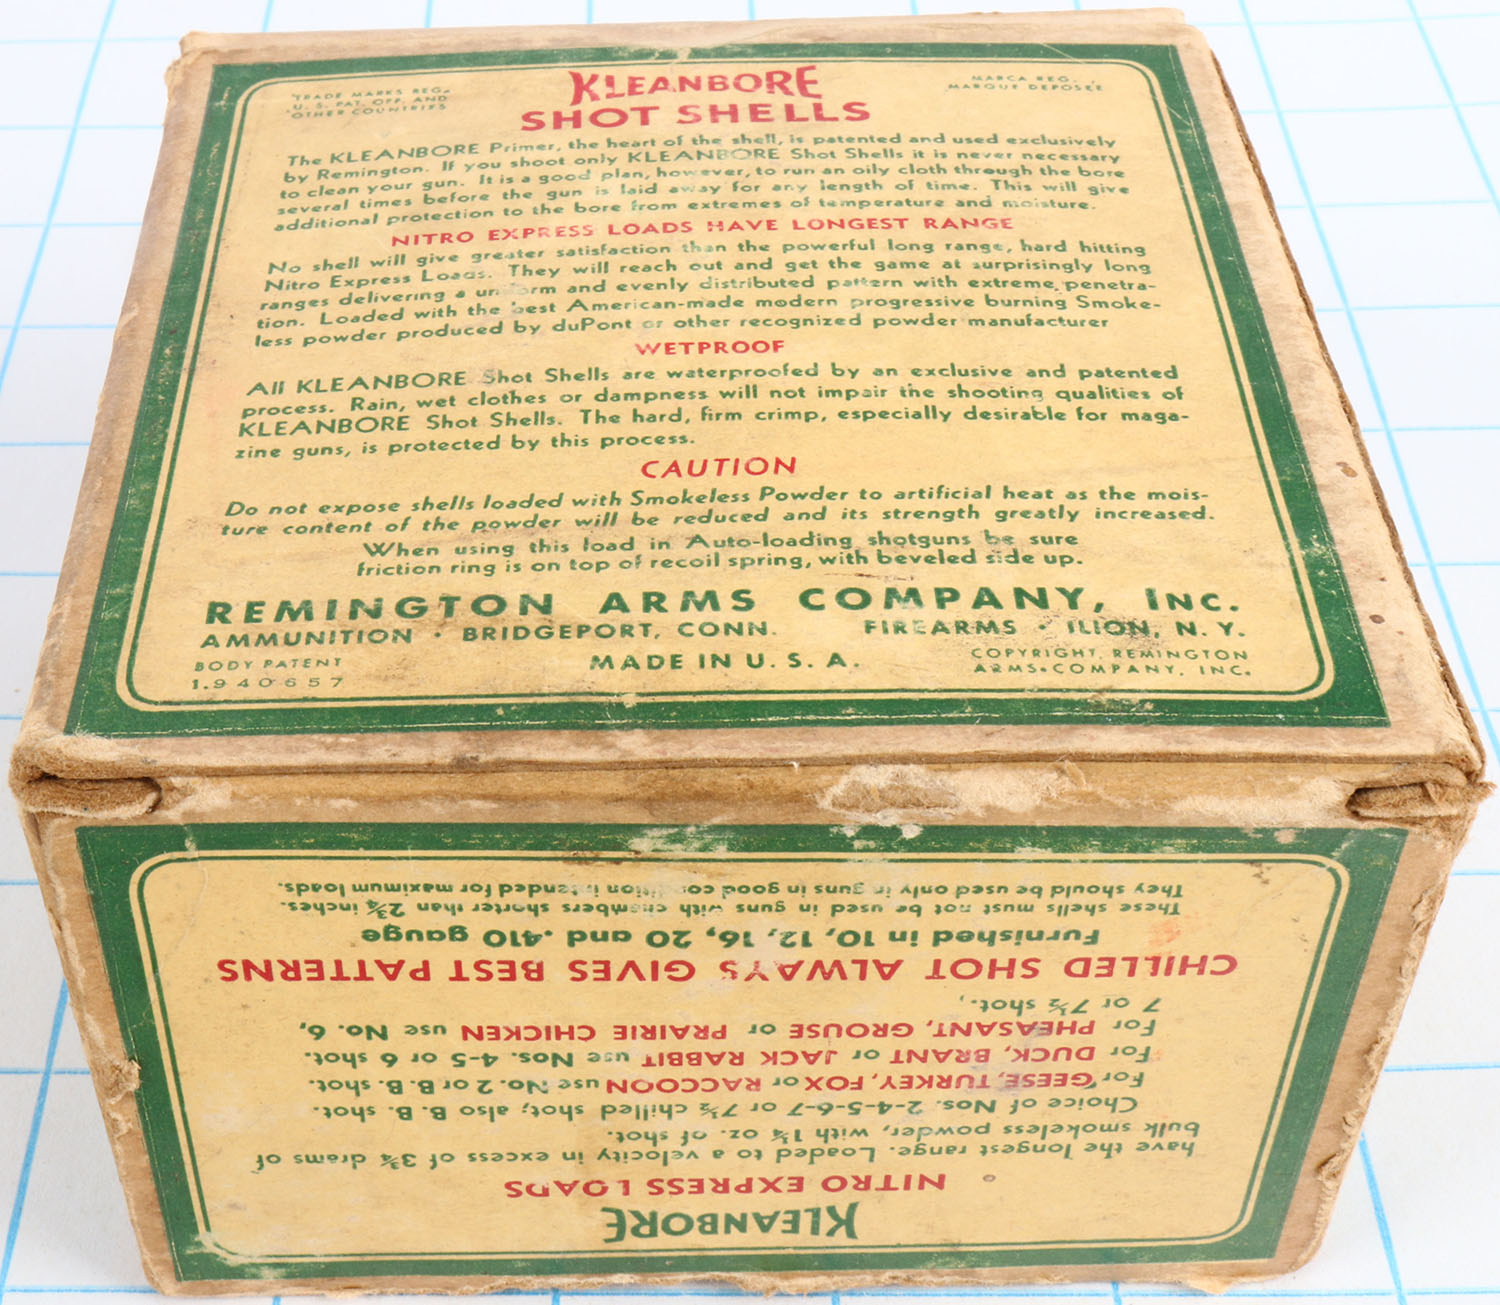 KLEANBORE
SHOT SHELLS
TRADE MARKS REG.
U. S. PAT. OFF. AND
OTHER COUNTRIES
MARCA REG.
MARQUE DEPOSÉE
The KLEANBORE Primer, the heart of the shell, is patented and used exclusively
by Remington. If you shoot only KLEANBORE Shot Shells it is never necessary
to clean your gun. It is a good plan, however, to run an oily cloth through the bore
several times before the gun is laid away for any length of time. This will give
additional protection to the bore from extremes of temperature and moisture.
NITRO EXPRESS LOADS HAVE LONGEST RANGE
No shell will give greater satisfaction than the powerful long range, hard hitting
Nitro Express Loads. They will reach out and get the game at surprisingly long
ranges delivering a uniform and evenly distributed pattern with extreme penetra-
tion. Loaded with the best American-made modern progressive burning Smoke-
less powder produced by duPont or other recognized powder manufacturer
WETPROOF
All KLEANBORE Shot Shells are waterproofed by an exclusive and patented
process. Rain, wet clothes or dampness will not impair the shooting qualities of
KLEANBORE Shot Shells. The hard, firm crimp, especially desirable for maga-
zine guns, is protected by this process.
CAUTION
Do not expose shells loaded with Smokeless Powder to artificial heat as the mois-
ture content of the powder will be reduced and its strength greatly increased.
When using this load in Auto-loading shotguns be sure
friction ring is on top of recoil spring, with beveled side up.
REMINGTON ARMS COMPANY, INC.
AMMUNITION · BRIDGEPORT, CONN. FIREARMS · ILION, N. Y.
BODY PATENT
1.940657
MADE IN U. S. A.
COPYRIGHT, REMINGTON
ARMS COMPANY, INC.
KLEANBORE
NITRO EXPRESS LOADS
have the longest range. Loaded to a velocity in excess of 3¾ drams of
bulk smokeless powder, with 1¼ oz. of shot.
Choice of Nos. 2-4-5-6-7 or 7½ chilled shot; also B. B. shot.
For GEESE, TURKEY, FOX, or RACCOON use No. 2 or B. B. shot.
For DUCK, BRANT or JACK RABBIT use Nos. 4-5 or 6 shot.
For PHEASANT, GROUSE or PRAIRIE CHICKEN use No. 6,
7 or 7½ shot.
CHILLED SHOT ALWAYS GIVES BEST PATTERNS
Furnished in 10, 12, 16, 20 and .410 gauge
These shells must not be used in guns with chambers shorter than 2¾ inches.
They should be used only in guns in good condition intended for maximum loads.